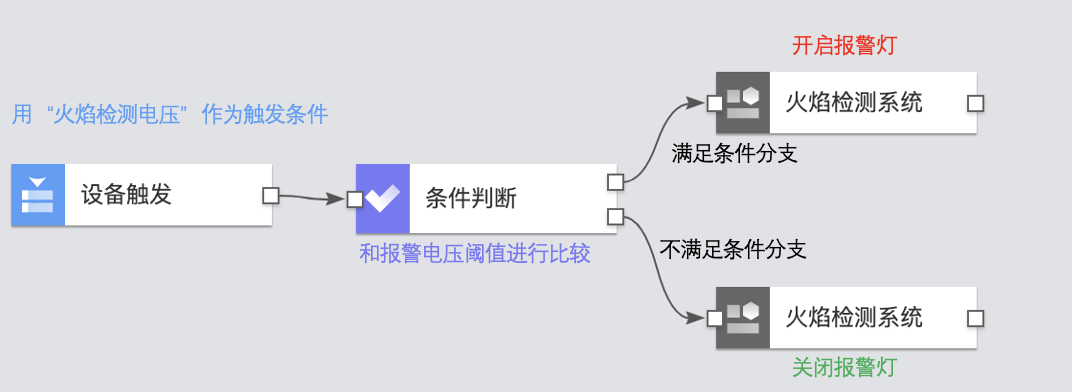 开启报警灯
火焰检测系统
用 “火焰检测电压” 作为触发条件
满足条件分支
设备触发
条件判断
和报警电压阈值进行比较
不满足条件分支
火焰检测系统
关闭报警灯